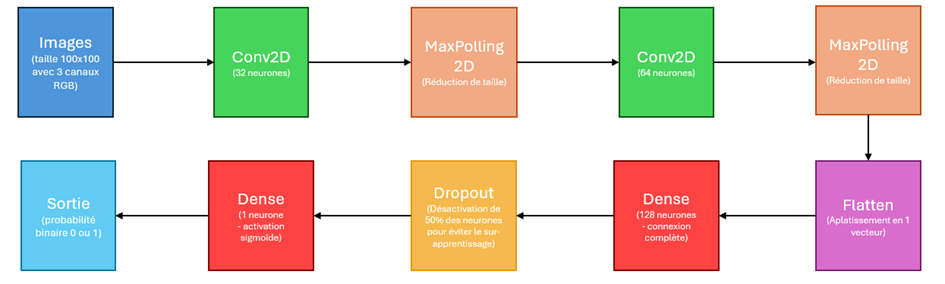 Images
(taille 100x100
avec 3 canaux
RGB)
Conv2D
(32 neurones)
MaxPolling
2D
(Réduction de taille)
Conv2D
(64 neurones)
MaxPolling
2D
(Réduction de taille)
Sortie
(probabilité
binaire 0 ou 1)
Dense
(1 neurone
- activation
sigmoïde)
Dropout
(Désactivation de
50% des neurones
pour éviter le sur-
apprentissage)
Dense
(128 neurones
- connexion
complète)
Flatten
(Aplatissement en 1
vecteur)